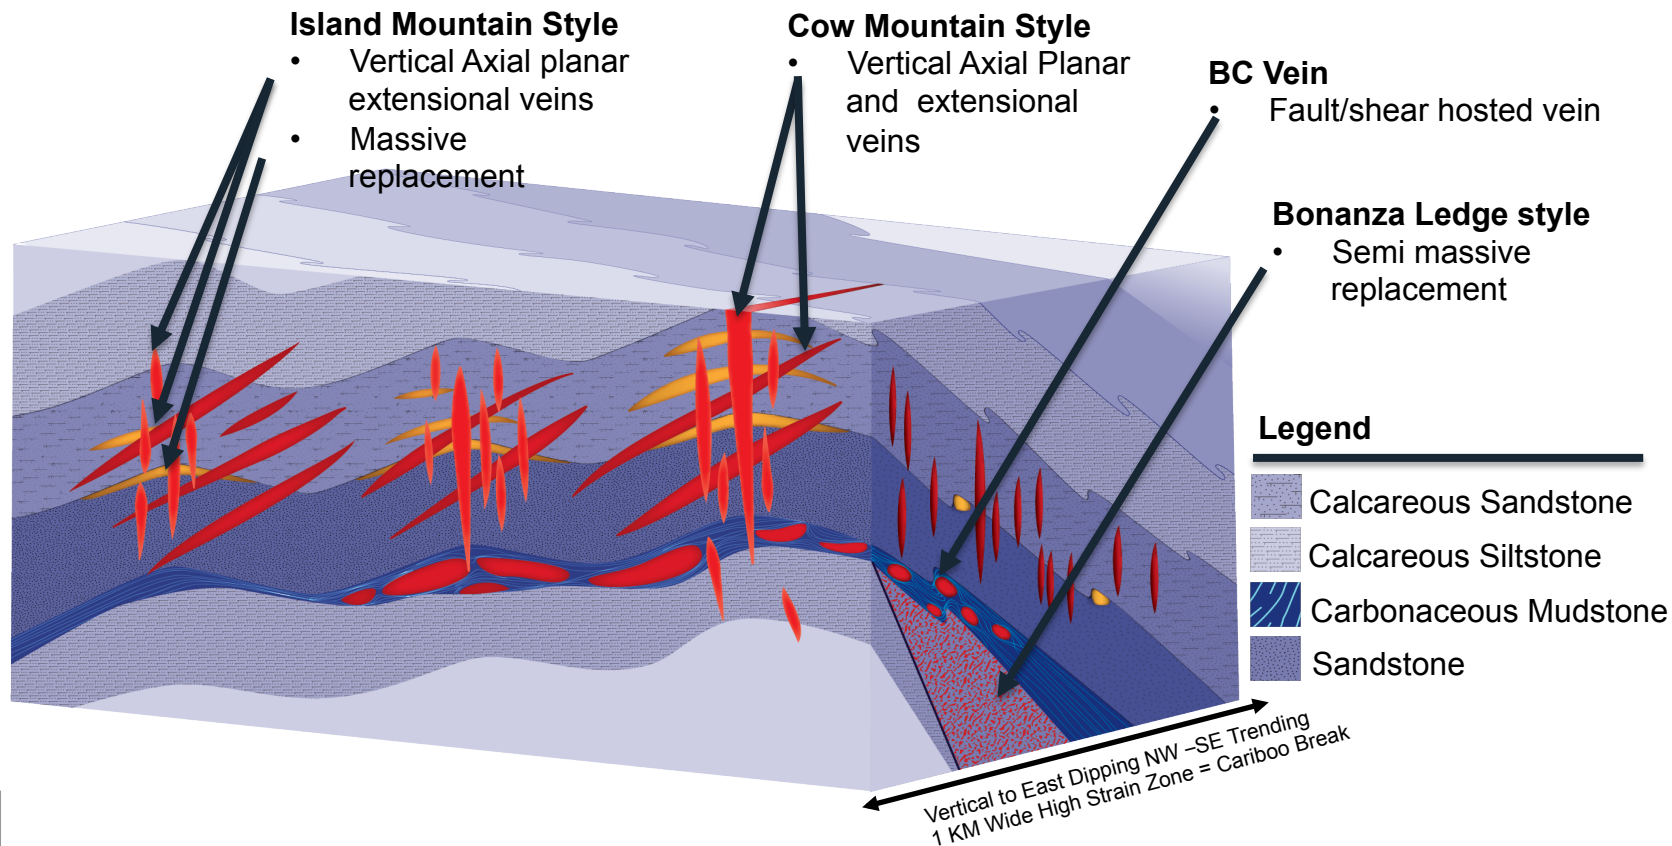 Island Mountain Style
• Vertical Axial planar
extensional veins
• Massive
replacement
Cow Mountain Style
• Vertical Axial Planar
and extensional
veins
BC Vein
• Fault/shear hosted vein
Bonanza Ledge style
• Semi massive
replacement
Legend
Calcareous Sandstone
Calcareous Siltstone
Carbonaceous Mudstone
Sandstone
Vertical to East Dipping NW –SE Trending
1 KM Wide High Strain Zone = Cariboo Break